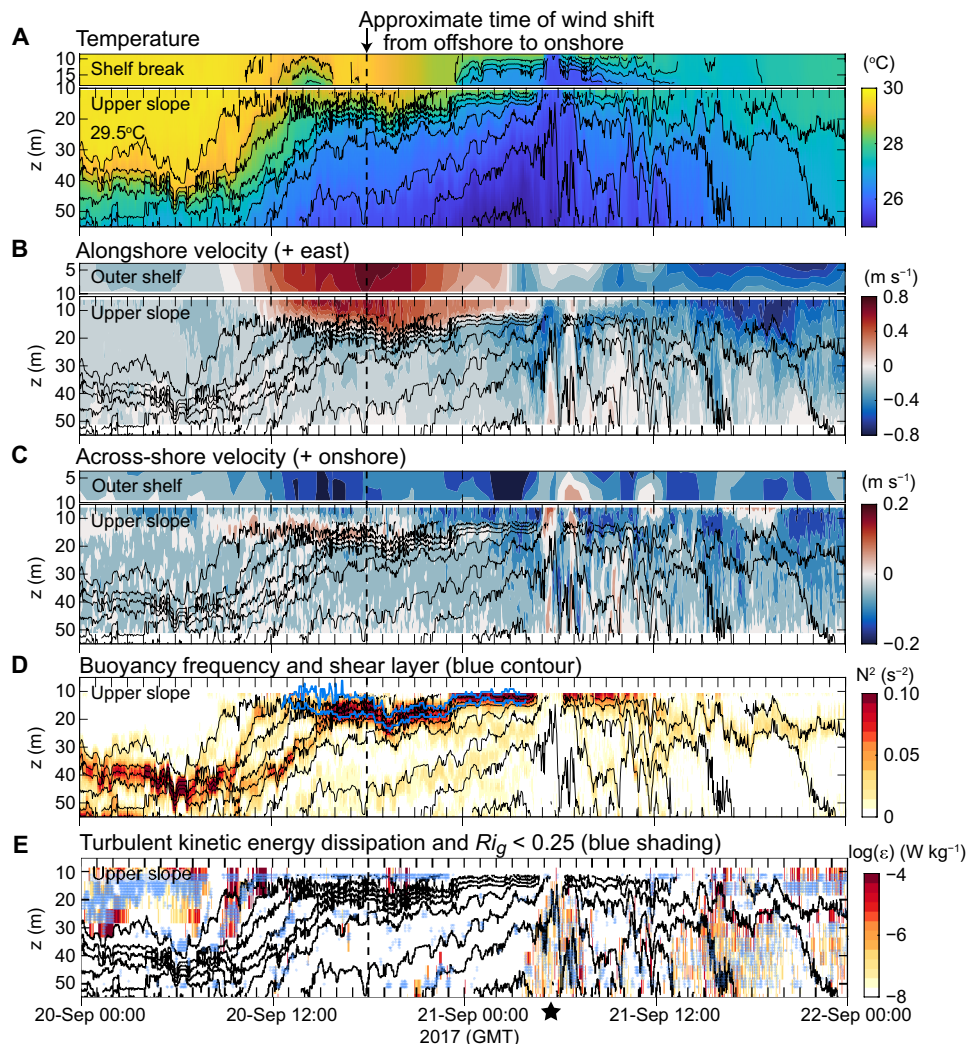 Approximate time of wind shift
from offshore to onshore
A
Temperature
10
15
Shelf break
10
20
30
40
50
z (m)
Upper slope
29.5°C
(°C)
30
28
26
B
Alongshore velocity (+ east)
5
10
Outer shelf
Upper slope
10
20
30
40
50
z (m)
(m s⁻¹)
0.8
0.4
0
−0.4
−0.8
C
Across-shore velocity (+ onshore)
5
10
Outer shelf
Upper slope
10
20
30
40
50
z (m)
(m s⁻¹)
0.2
0
−0.2
D
Buoyancy frequency and shear layer (blue contour)
Upper slope
10
20
30
40
50
z (m)
N² (s⁻²)
0.10
0.05
0
E
Turbulent kinetic energy dissipation and Ri_g < 0.25 (blue shading)
Upper slope
10
20
30
40
50
z (m)
log(ε) (W kg⁻¹)
−4
−6
−8
20-Sep 00:00
20-Sep 12:00
21-Sep 00:00
★
21-Sep 12:00
22-Sep 00:00
2017 (GMT)